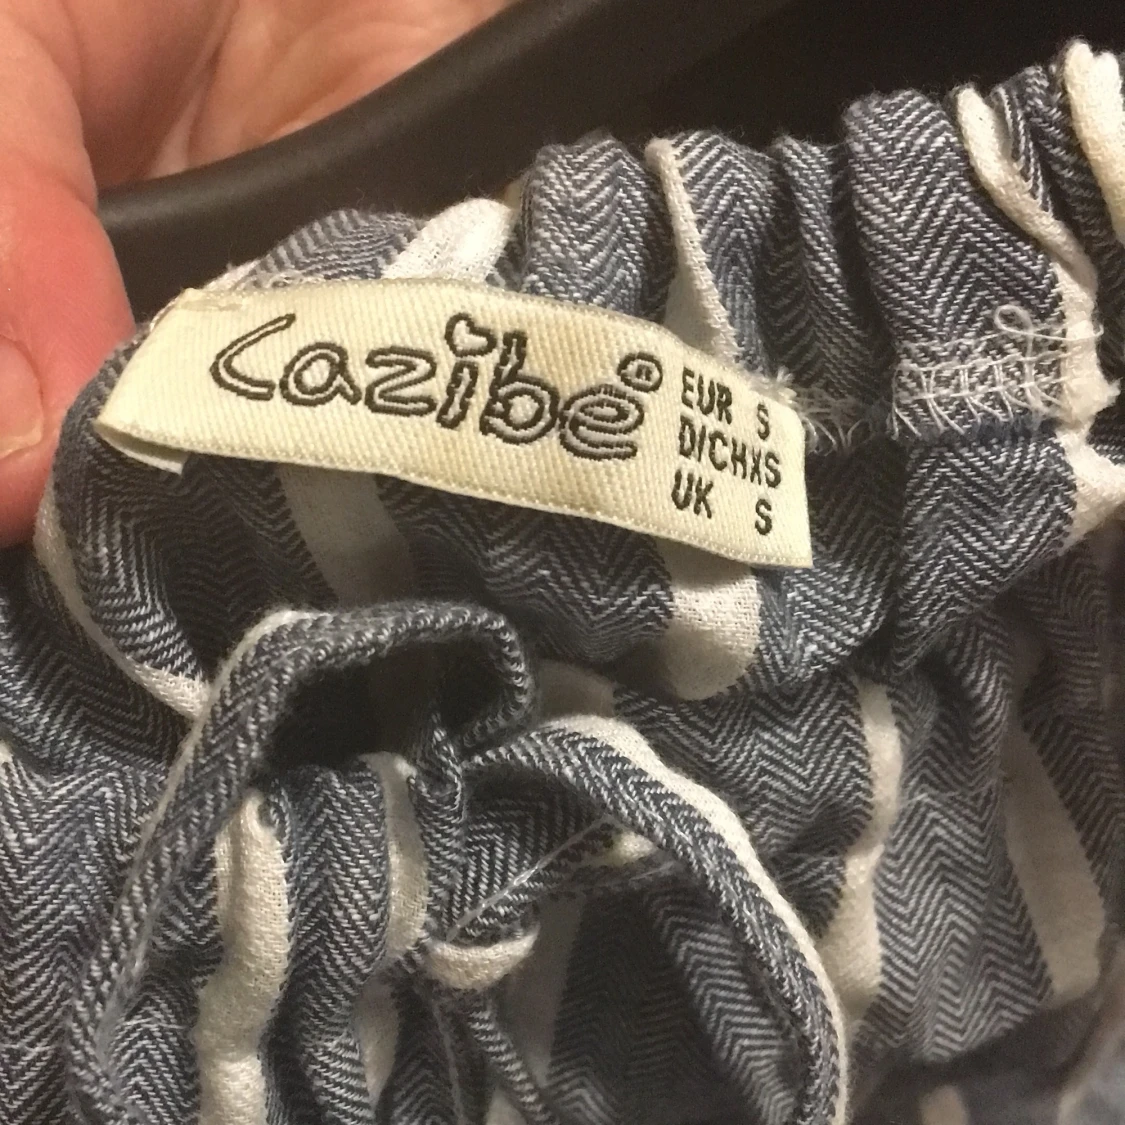 Cazibe®
EUR S
D/CH XS
UK S